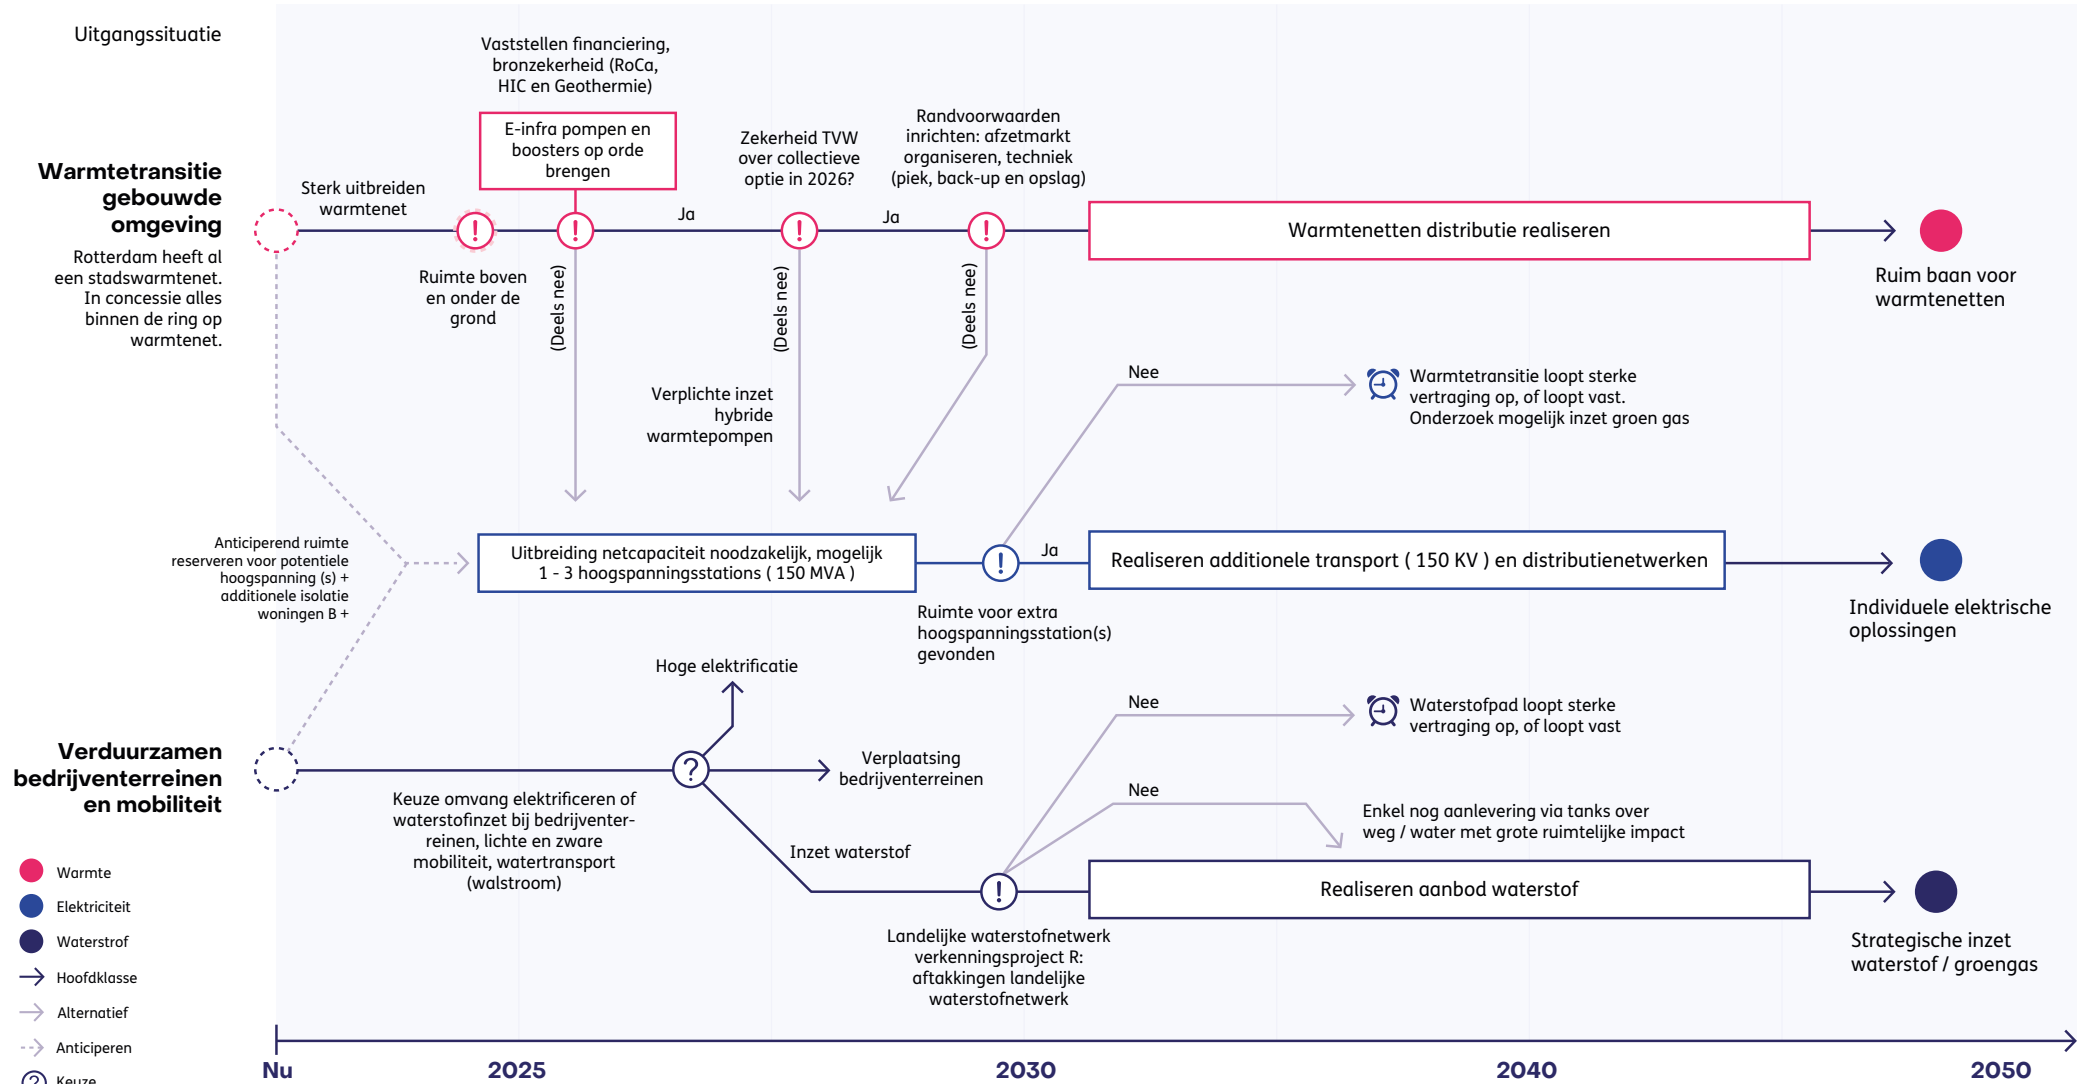 Uitgangssituatie
Vaststellen financiering,
bronzekerheid (RoCa,
HIC en Geothermie)
E-infra pompen en
boosters op orde
brengen
Zekerheid TVW
over collectieve
optie in 2026?
Randvoorwaarden
inrichten: afzetmarkt
organiseren, techniek
(piek, back-up en opslag)
Warmtetransitie
gebouwde
omgeving
Rotterdam heeft al
een stadswarmtenet.
In concessie alles
binnen de ring op
warmtenet.
Sterk uitbreiden
warmtenet
!
!
Ja
!
Ja
!
Warmtenetten distributie realiseren
Ruim baan voor
warmtenetten
Ruimte boven
en onder de
grond
(Deels nee)
(Deels nee)
(Deels nee)
Verplichte inzet
hybride
warmtepompen
Nee
Warmtetransitie loopt sterke
vertraging op, of loopt vast.
Onderzoek mogelijk inzet groen gas
Anticiperend ruimte
reserveren voor potentiele
hoogspanning (s) +
additionele isolatie
woningen B +
Uitbreiding netcapaciteit noodzakelijk, mogelijk
1 - 3 hoogspanningsstations ( 150 MVA )
!
Ja
Realiseren additionele transport ( 150 KV ) en distributienetwerken
Individuele elektrische
oplossingen
Ruimte voor extra
hoogspanningsstation(s)
gevonden
Hoge elektrificatie
Verduurzamen
bedrijventerreinen
en mobiliteit
?
Verplaatsing
bedrijventerreinen
Keuze omvang elektrificeren of
waterstofinzet bij bedrijventer-
reinen, lichte en zware
mobiliteit, watertransport
(walstroom)
Inzet waterstof
Nee
Waterstofpad loopt sterke
vertraging op, of loopt vast
Nee
Enkel nog aanlevering via tanks over
weg / water met grote ruimtelijke impact
!
Realiseren aanbod waterstof
Strategische inzet
waterstof / groengas
Landelijke waterstofnetwerk
verkenningsproject R:
aftakkingen landelijke
waterstofnetwerk
Warmte
Elektriciteit
Waterstrof
Hoofdklasse
Alternatief
Anticiperen
? Keuze
Nu 2025 2030 2040 2050